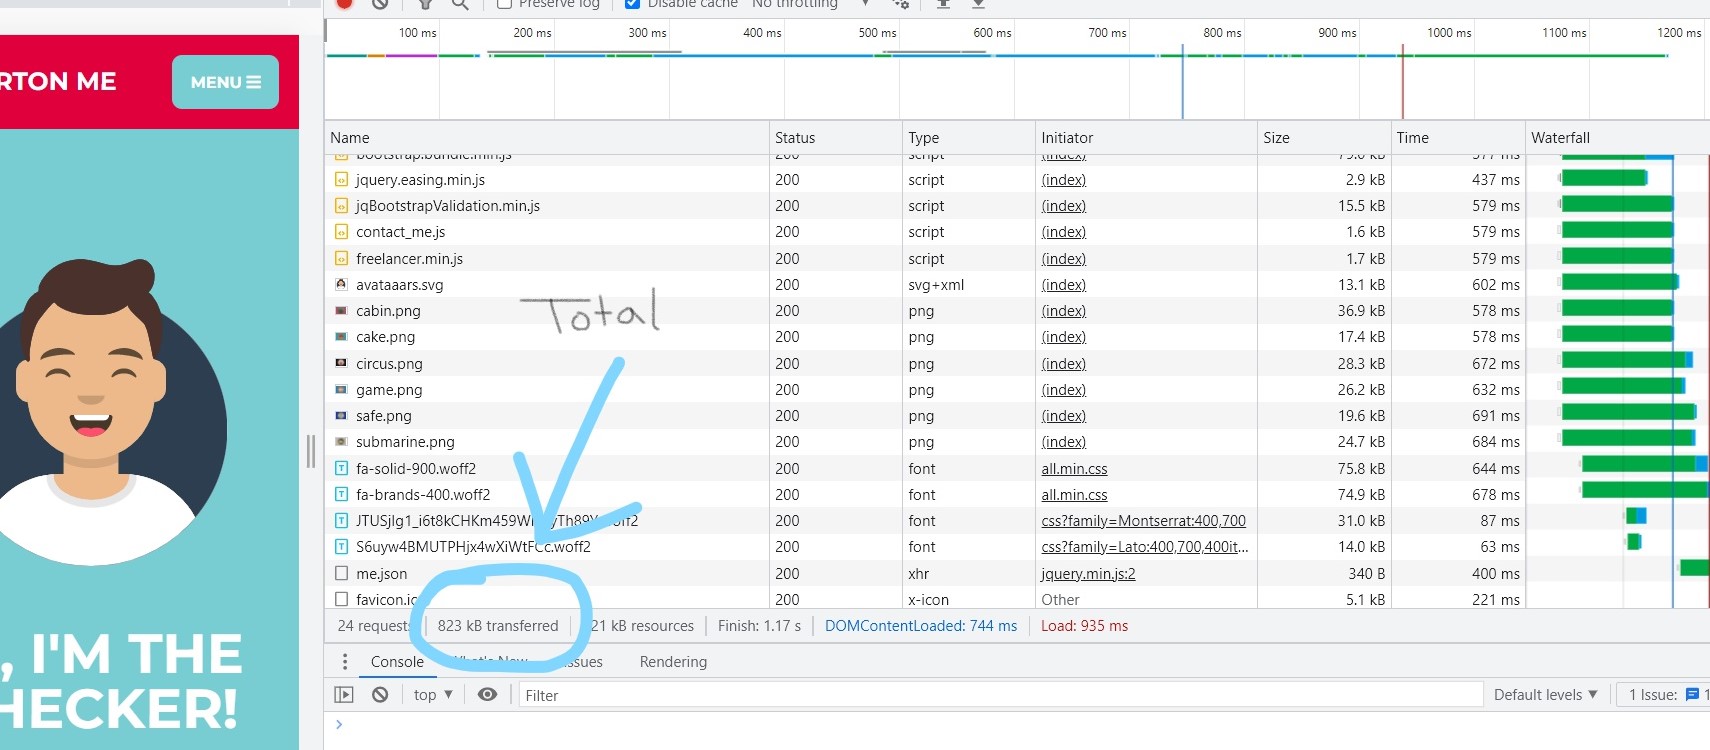 Preserve log Disable cache No throttling
100 ms 200 ms 300 ms 400 ms 500 ms 600 ms 700 ms 800 ms 900 ms 1000 ms 1100 ms 1200 ms
RTON ME
MENU
Name Status Type Initiator Size Time Waterfall
bootstrap.bundle.min.js 200 script (index) 79.0 kB 577 ms
jquery.easing.min.js 200 script (index) 2.9 kB 437 ms
jqBootstrapValidation.min.js 200 script (index) 15.5 kB 579 ms
contact_me.js 200 script (index) 1.6 kB 579 ms
freelancer.min.js 200 script (index) 1.7 kB 579 ms
avataaars.svg 200 svg+xml (index) 13.1 kB 602 ms
Total
cabin.png 200 png (index) 36.9 kB 578 ms
cake.png 200 png (index) 17.4 kB 578 ms
circus.png 200 png (index) 28.3 kB 672 ms
game.png 200 png (index) 26.2 kB 632 ms
safe.png 200 png (index) 19.6 kB 691 ms
submarine.png 200 png (index) 24.7 kB 684 ms
fa-solid-900.woff2 200 font all.min.css 75.8 kB 644 ms
fa-brands-400.woff2 200 font all.min.css 74.9 kB 678 ms
200 font css?family=Montserrat:400,700 31.0 kB 87 ms
S6uyw4BMUTPHjx4wXiWtFCc.woff2 200 font css?family=Lato:400,700,400it... 14.0 kB 63 ms
me.json 200 xhr jquery.min.js:2 340 B 400 ms
favicon.ic 200 x-icon Other 5.1 kB 221 ms
24 requests 823 kB transferred 21 kB resources Finish: 1.17 s DOMContentLoaded: 744 ms Load: 935 ms
, I'M THE
HECKER!
Console What's New Issues Rendering
top Filter Default levels 1 Issue: 1